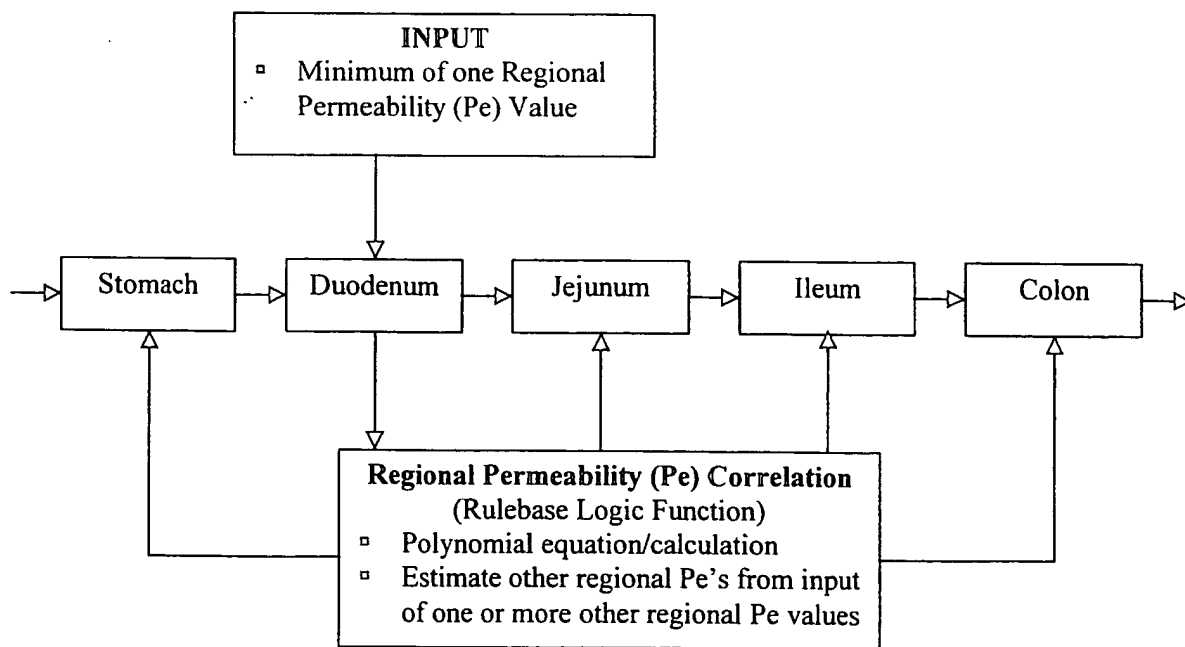 INPUT
▫ Minimum of one Regional
Permeability (Pe) Value
Stomach
Duodenum
Jejunum
Ileum
Colon
Regional Permeability (Pe) Correlation
(Rulebase Logic Function)
▫ Polynomial equation/calculation
▫ Estimate other regional Pe's from input
of one or more other regional Pe values